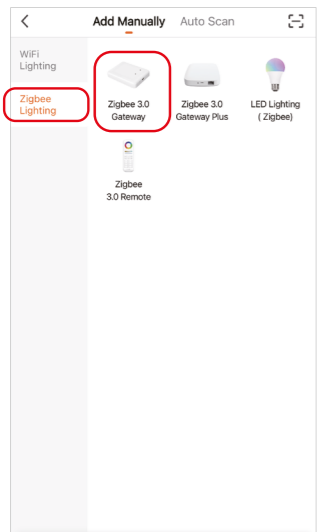 Add Manually Auto Scan
WiFi
Lighting
Zigbee
Lighting
Zigbee 3.0
Gateway
Zigbee 3.0
Gateway Plus
LED Lighting
( Zigbee)
Zigbee
3.0 Remote